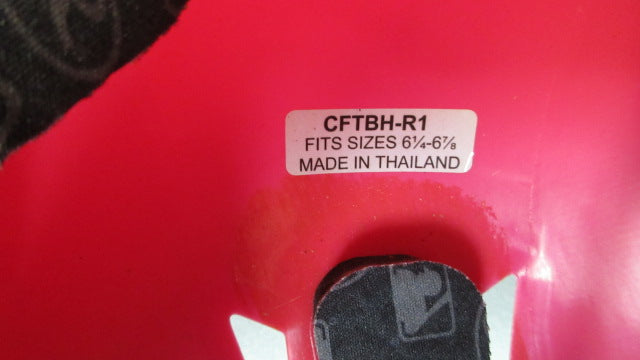 CFTBH-R1
FITS SIZES 6¼-6⅞
MADE IN THAILAND